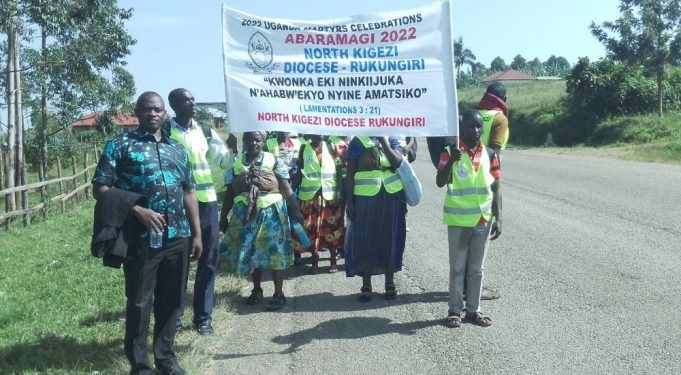 2022 UGANDA MARTYRS CELEBRATIONS
ABARAMAGI 2022
NORTH KIGEZI
DIOCESE - RUKUNGIRI
"KWONKA EKI NINKIIJUKA
N'AHABW'EKYO NYINE AMATSIKO"
(LAMENTATIONS 3 : 21)
NORTH KIGEZI DIOCESE RUKUNGIRI